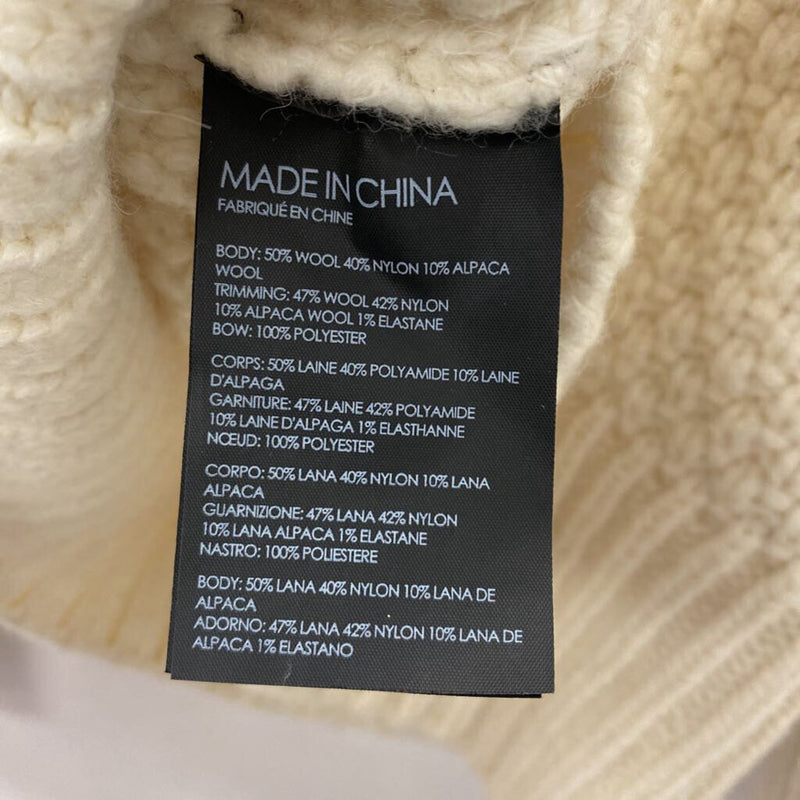 MADE IN CHINA
FABRIQUÉ EN CHINE
BODY: 50% WOOL 40% NYLON 10% ALPACA
WOOL
TRIMMING: 47% WOOL 42% NYLON
10% ALPACA WOOL 1% ELASTANE
BOW: 100% POLYESTER
CORPS: 50% LAINE 40% POLYAMIDE 10% LAINE
D'ALPAGA
GARNITURE: 47% LAINE 42% POLYAMIDE
10% LAINE D'ALPAGA 1% ELASTHANNE
NŒUD: 100% POLYESTER
CORPO: 50% LANA 40% NYLON 10% LANA
ALPACA
GUARNIZIONE: 47% LANA 42% NYLON
10% LANA ALPACA 1% ELASTANE
NASTRO: 100% POLIESTERE
BODY: 50% LANA 40% NYLON 10% LANA DE
ALPACA
ADORNO: 47% LANA 42% NYLON 10% LANA DE
ALPACA 1% ELASTANO